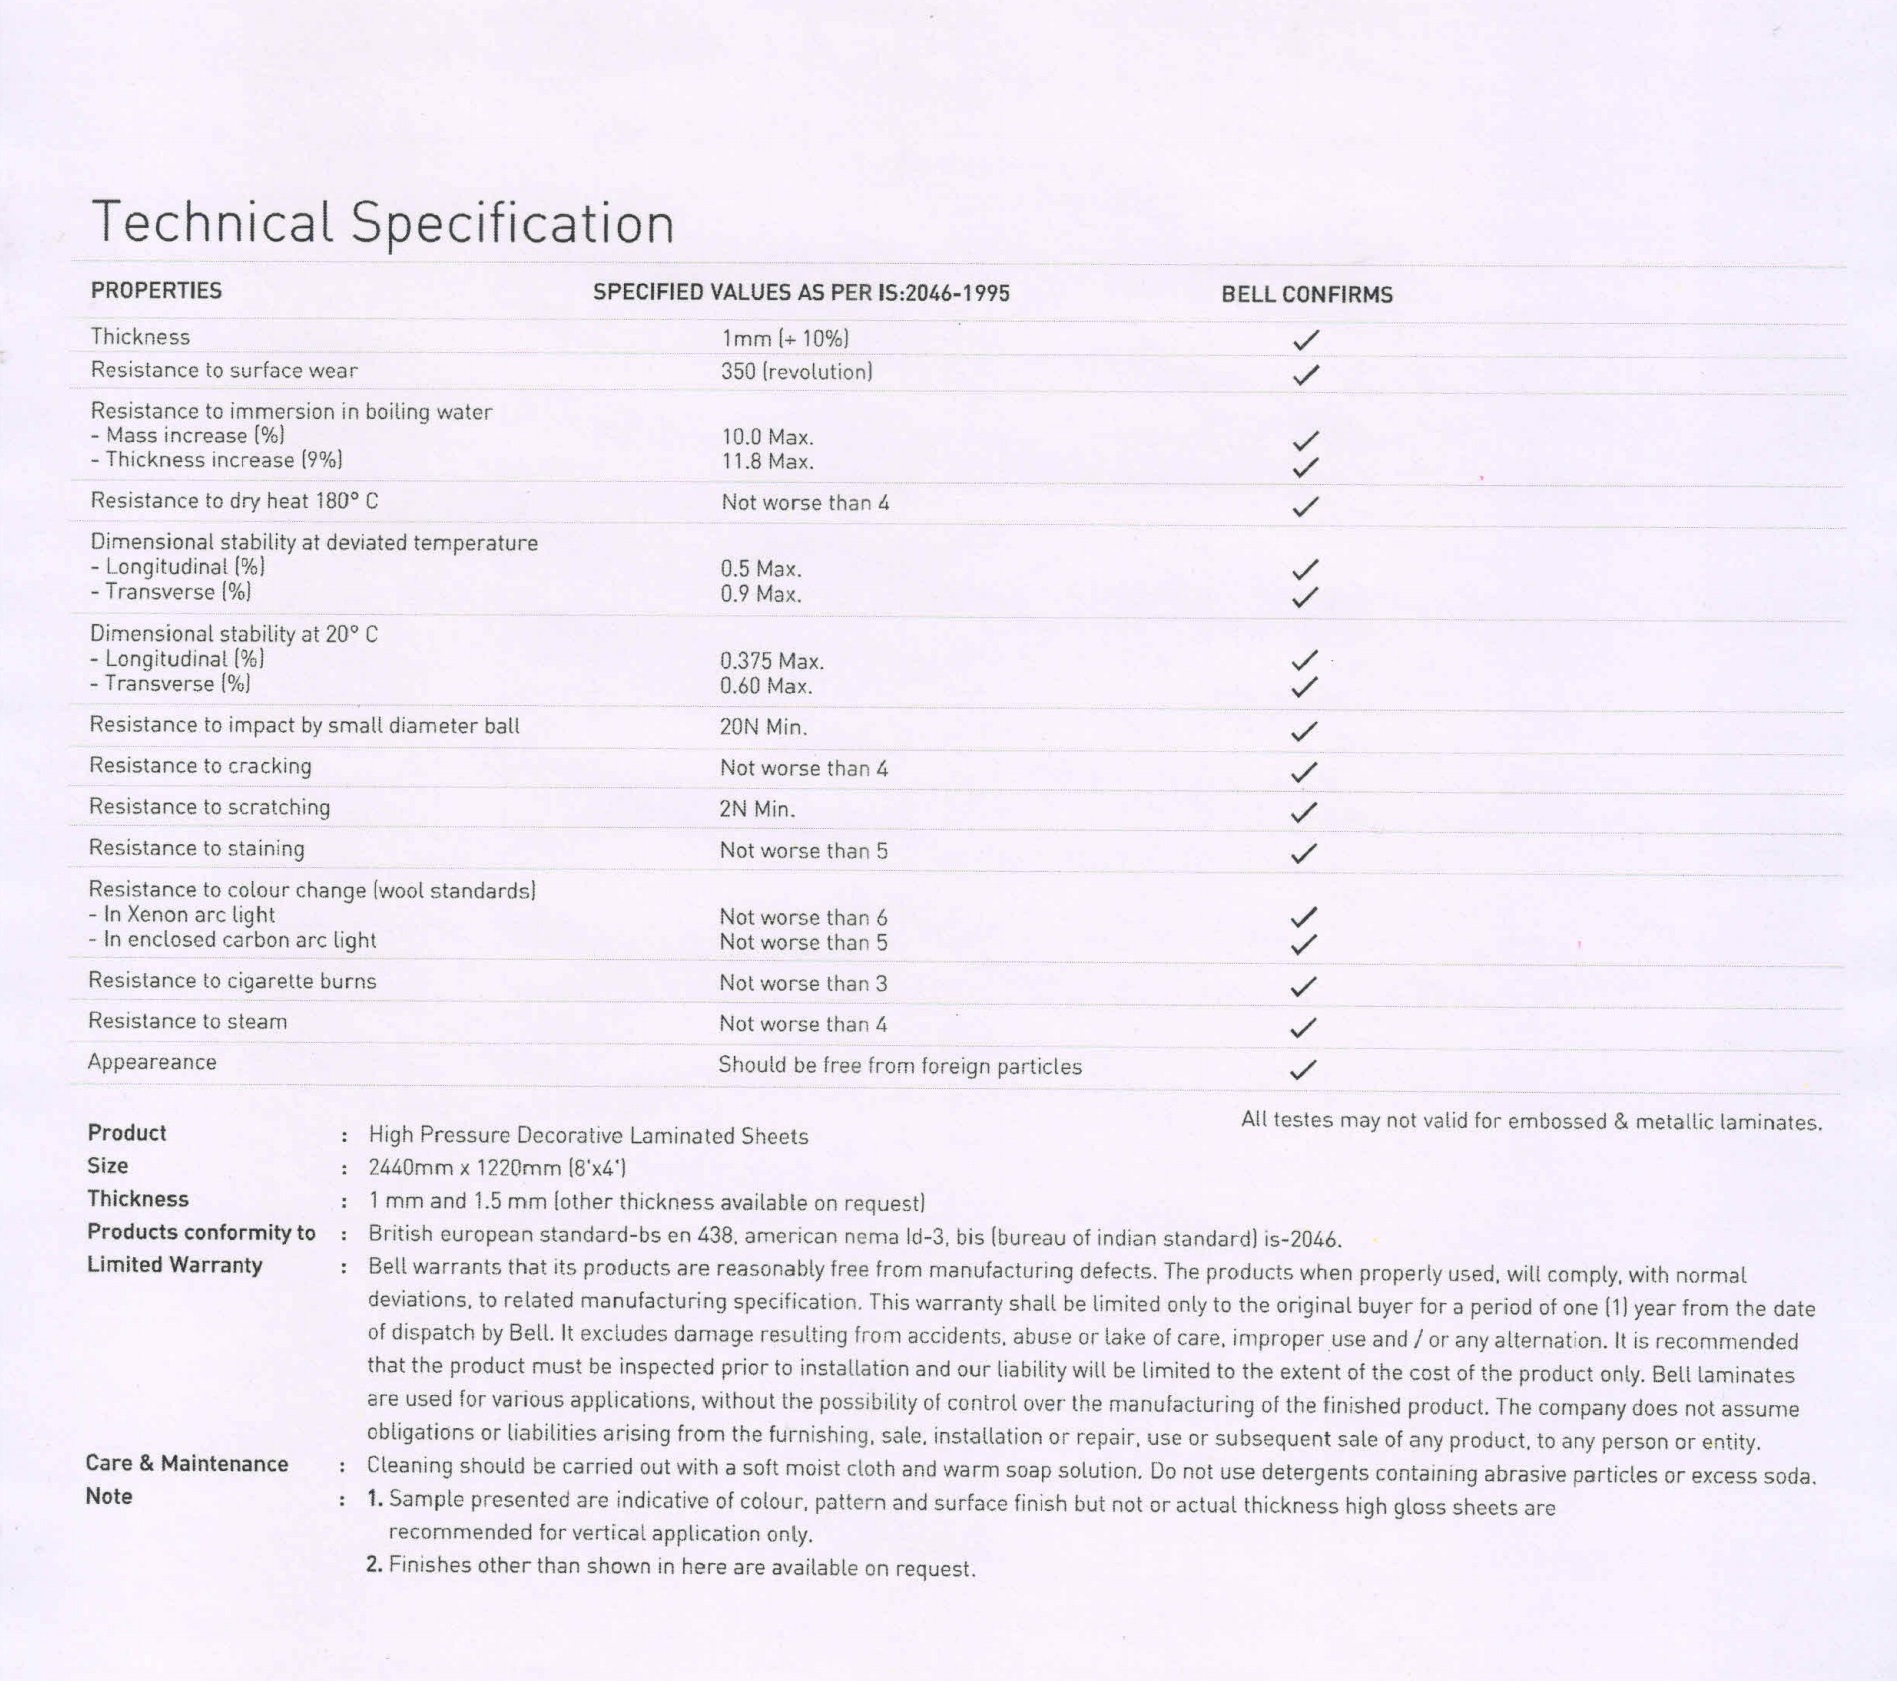 Technical Specification
PROPERTIES SPECIFIED VALUES AS PER IS:2046-1995 BELL CONFIRMS
Thickness 1mm (+ 10%) ✓
Resistance to surface wear 350 (revolution) ✓
Resistance to immersion in boiling water
- Mass increase (%) 10.0 Max. ✓
- Thickness increase (9%) 11.8 Max. ✓
Resistance to dry heat 180° C Not worse than 4 ✓
Dimensional stability at deviated temperature
- Longitudinal (%) 0.5 Max. ✓
- Transverse (%) 0.9 Max. ✓
Dimensional stability at 20° C
- Longitudinal (%) 0.375 Max. ✓
- Transverse (%) 0.60 Max. ✓
Resistance to impact by small diameter ball 20N Min. ✓
Resistance to cracking Not worse than 4 ✓
Resistance to scratching 2N Min. ✓
Resistance to staining Not worse than 5 ✓
Resistance to colour change (wool standards)
- In Xenon arc light Not worse than 6 ✓
- In enclosed carbon arc light Not worse than 5 ✓
Resistance to cigarette burns Not worse than 3 ✓
Resistance to steam Not worse than 4 ✓
Appeareance Should be free from foreign particles ✓
All testes may not valid for embossed & metallic laminates.
Product : High Pressure Decorative Laminated Sheets
Size : 2440mm x 1220mm (8'x4')
Thickness : 1 mm and 1.5 mm (other thickness available on request)
Products conformity to : British european standard-bs en 438, american nema ld-3, bis (bureau of indian standard) is-2046.
Limited Warranty : Bell warrants that its products are reasonably free from manufacturing defects. The products when properly used, will comply, with normal
deviations, to related manufacturing specification. This warranty shall be limited only to the original buyer for a period of one (1) year from the date
of dispatch by Bell. It excludes damage resulting from accidents, abuse or lake of care, improper use and / or any alternation. It is recommended
that the product must be inspected prior to installation and our liability will be limited to the extent of the cost of the product only. Bell laminates
are used for various applications, without the possibility of control over the manufacturing of the finished product. The company does not assume
obligations or liabilities arising from the furnishing, sale, installation or repair, use or subsequent sale of any product, to any person or entity.
Care & Maintenance : Cleaning should be carried out with a soft moist cloth and warm soap solution. Do not use detergents containing abrasive particles or excess soda.
Note : 1. Sample presented are indicative of colour, pattern and surface finish but not or actual thickness high gloss sheets are
recommended for vertical application only.
2. Finishes other than shown in here are available on request.